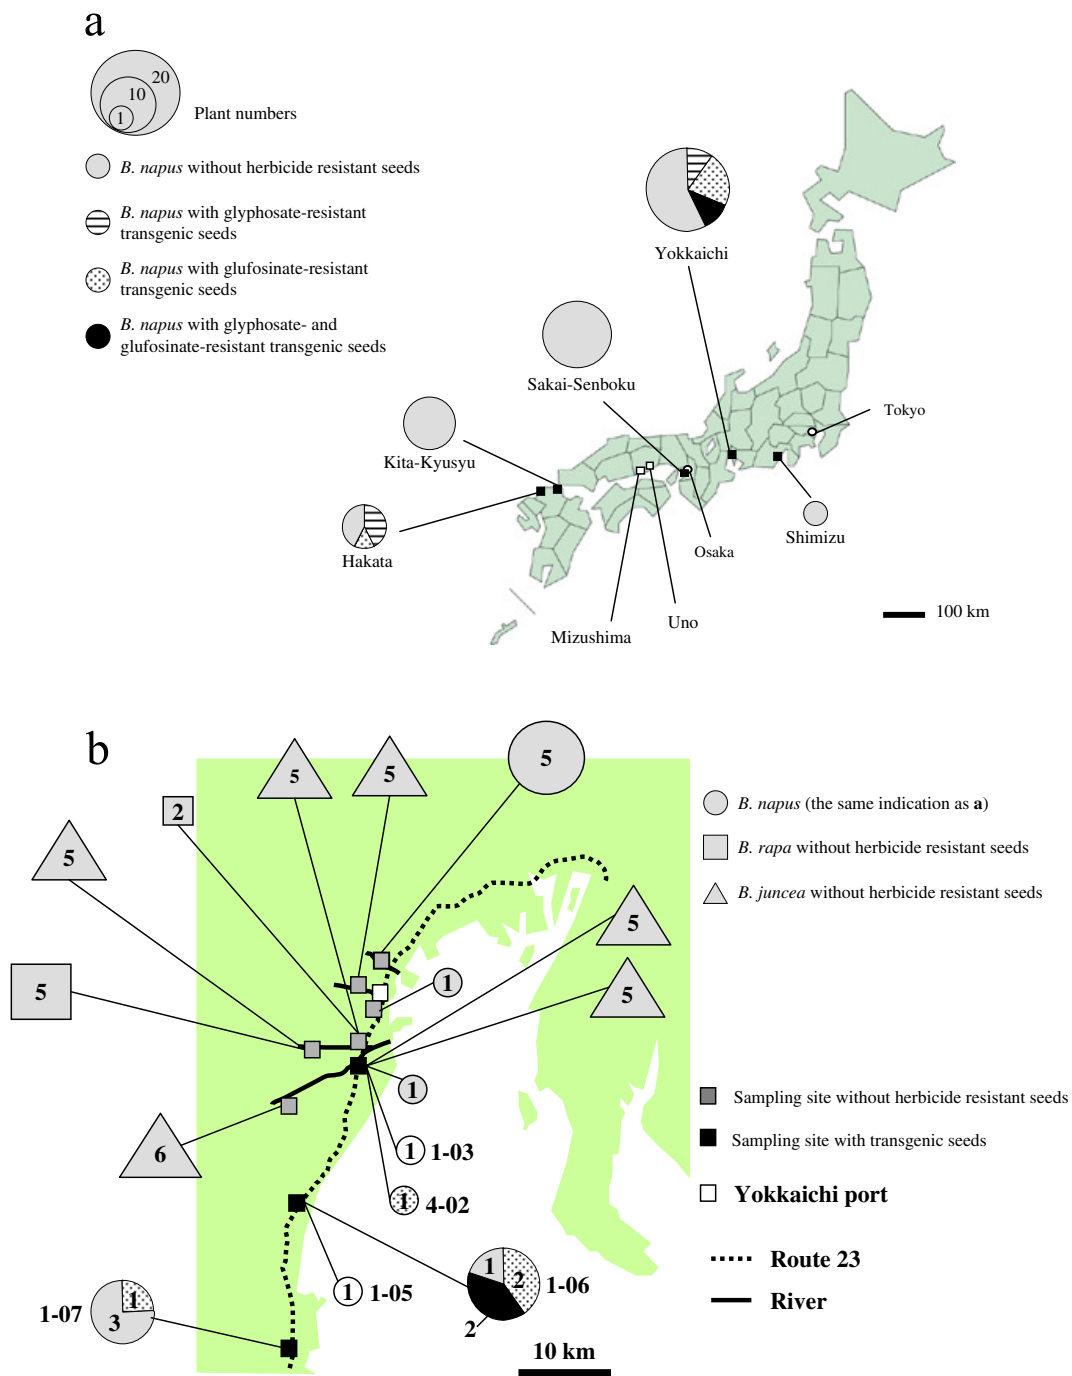 a
20
10
1
Plant numbers
B. napus without herbicide resistant seeds
B. napus with glyphosate-resistant
transgenic seeds
B. napus with glufosinate-resistant
transgenic seeds
B. napus with glyphosate- and
glufosinate-resistant transgenic seeds
Yokkaichi
Sakai-Senboku
Tokyo
Kita-Kyusyu
Hakata
Shimizu
Osaka
Uno
Mizushima
100 km
b
5
5
5
2
5
B. napus (the same indication as a)
B. rapa without herbicide resistant seeds
B. juncea without herbicide resistant seeds
5
5
1
5
1
6
1 1-03
1 4-02
Sampling site without herbicide resistant seeds
Sampling site with transgenic seeds
Yokkaichi port
Route 23
River
1 1-05
1
2
1-06
2
1-07
1
3
10 km